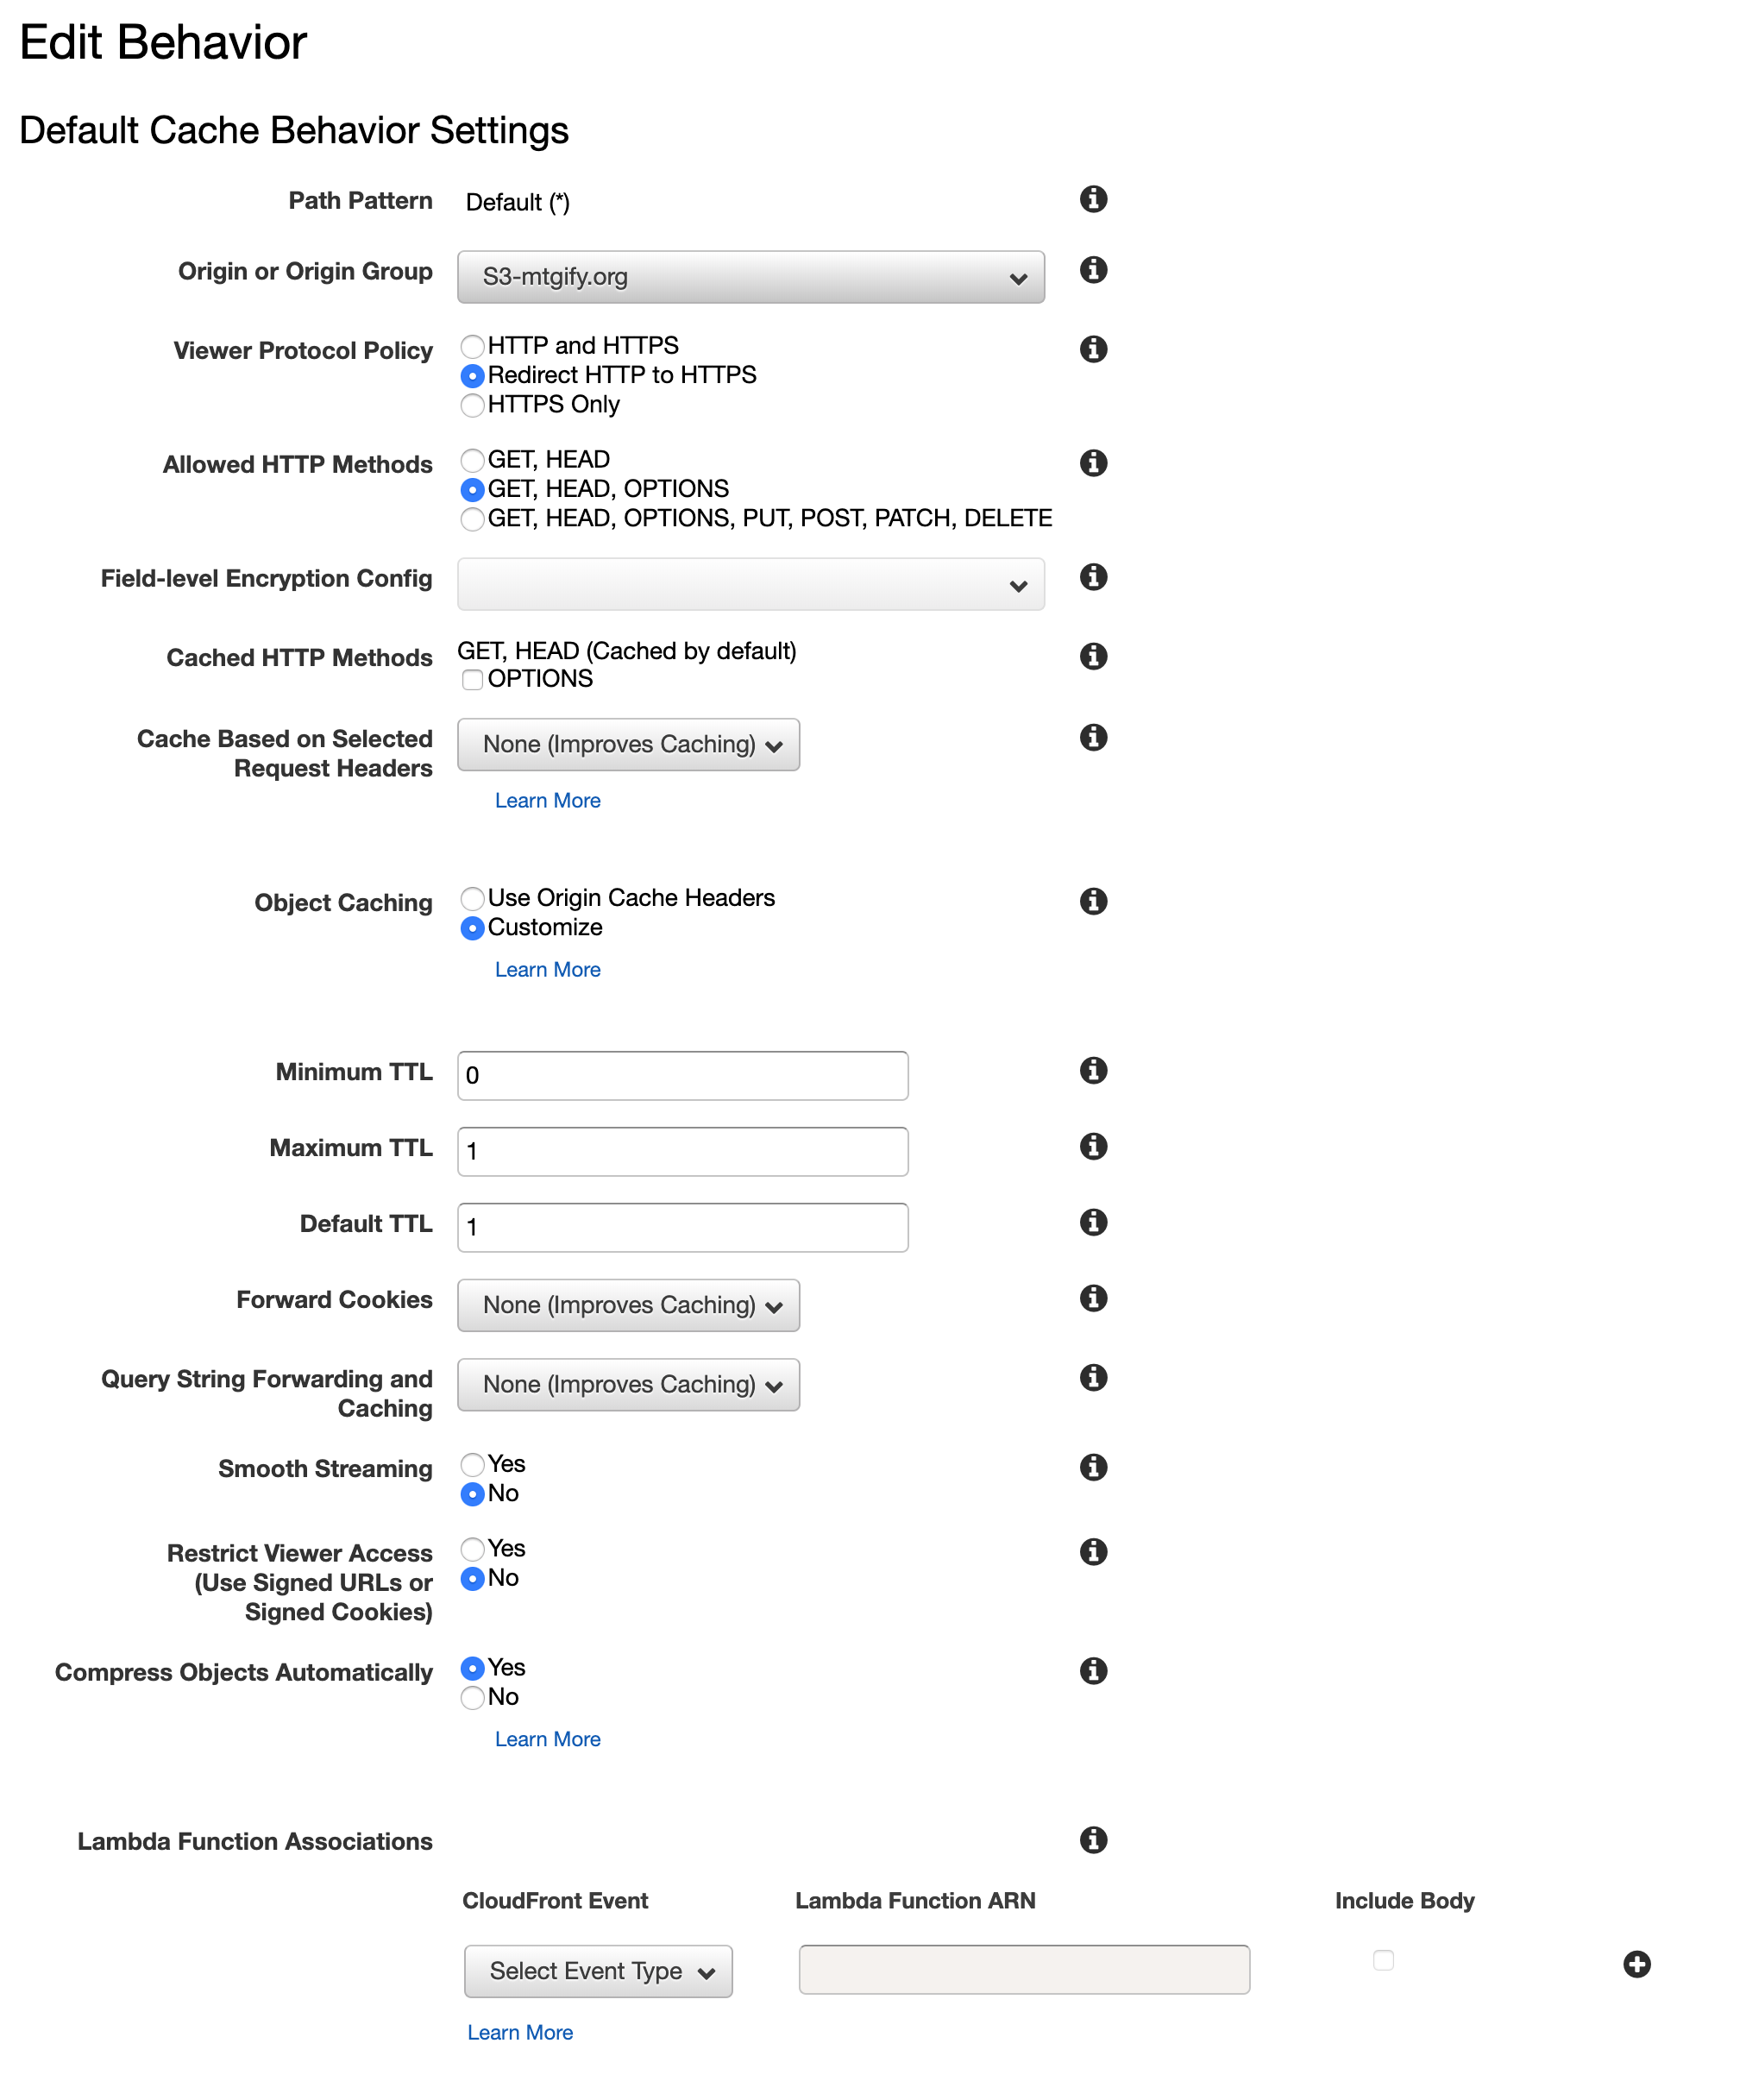 Edit Behavior
Default Cache Behavior Settings
Path Pattern
Default (*)
Origin or Origin Group
S3-mtgify.org
Viewer Protocol Policy
HTTP and HTTPS
Redirect HTTP to HTTPS
HTTPS Only
Allowed HTTP Methods
GET, HEAD
GET, HEAD, OPTIONS
GET, HEAD, OPTIONS, PUT, POST, PATCH, DELETE
Field-level Encryption Config
Cached HTTP Methods
GET, HEAD (Cached by default)
OPTIONS
Cache Based on Selected
Request Headers
None (Improves Caching)
Learn More
Object Caching
Use Origin Cache Headers
Customize
Learn More
Minimum TTL
0
Maximum TTL
1
Default TTL
1
Forward Cookies
None (Improves Caching)
Query String Forwarding and
Caching
None (Improves Caching)
Smooth Streaming
Yes
No
Restrict Viewer Access
(Use Signed URLs or
Signed Cookies)
Yes
No
Compress Objects Automatically
Yes
No
Learn More
Lambda Function Associations
CloudFront Event
Lambda Function ARN
Include Body
Select Event Type
Learn More